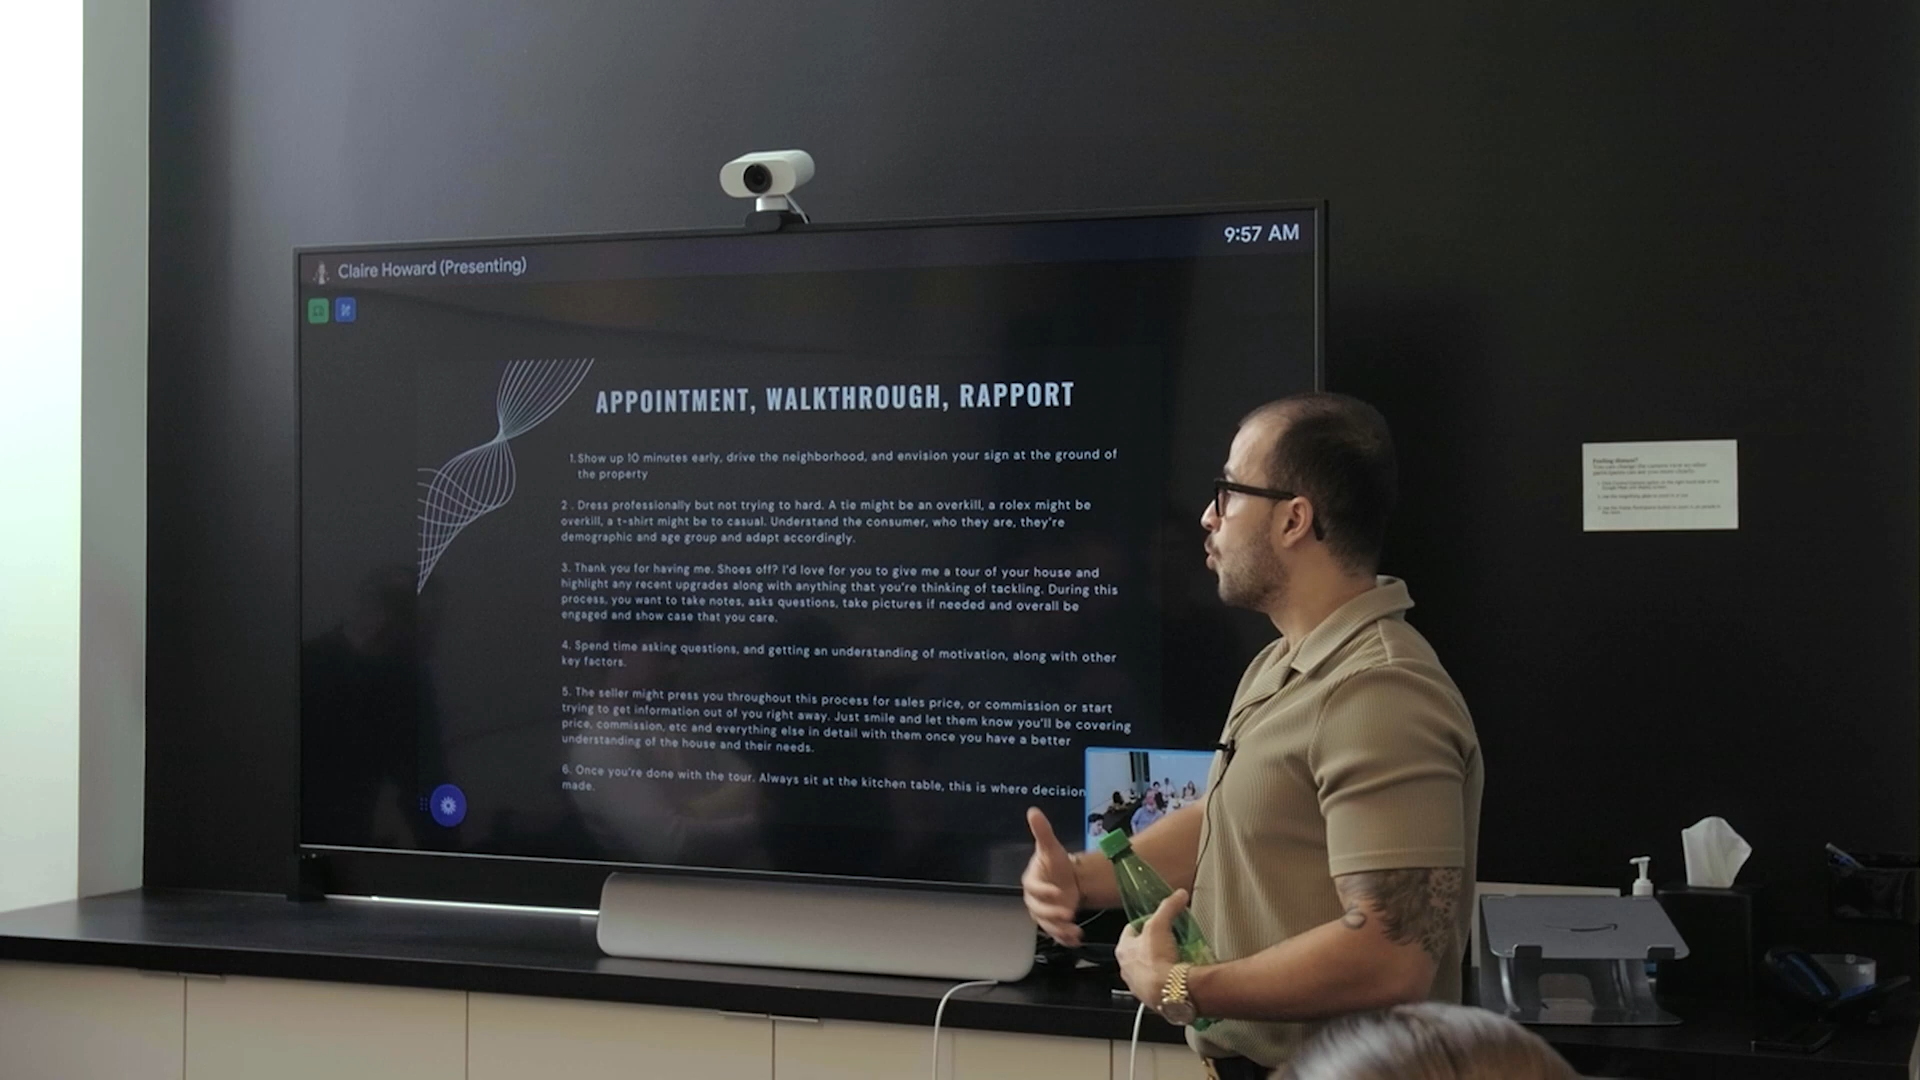 9:57 AM
Claire Howard (Presenting)
APPOINTMENT, WALKTHROUGH, RAPPORT
1. Show up 10 minutes early, drive the neighborhood, and envision your sign at the ground of
the property
2 . Dress professionally but not trying to hard. A tie might be an overkill, a rolex might be
overkill, a t-shirt might be to casual. Understand the consumer, who they are, they're
demographic and age group and adapt accordingly.
3. Thank you for having me. Shoes off? I'd love for you to give me a tour of your house and
highlight any recent upgrades along with anything that you're thinking of tackling. During this
process, you want to take notes, asks questions, take pictures if needed and overall be
engaged and show case that you care.
4. Spend time asking questions, and getting an understanding of motivation, along with other
key factors.
5. The seller might press you throughout this process for sales price, or commission or start
trying to get information out of you right away. Just smile and let them know you'll be covering
price, commission, etc and everything else in detail with them once you have a better
understanding of the house and their needs.
6. Once you're done with the tour. Always sit at the kitchen table, this is where decision
made.